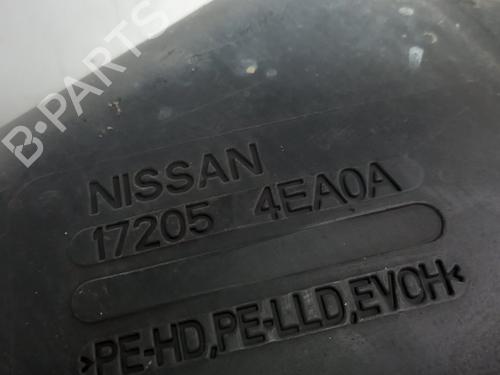 B-PARTS
NISSAN
17205 4EA0A
>PE-HD,PE-LLD,EVOH<